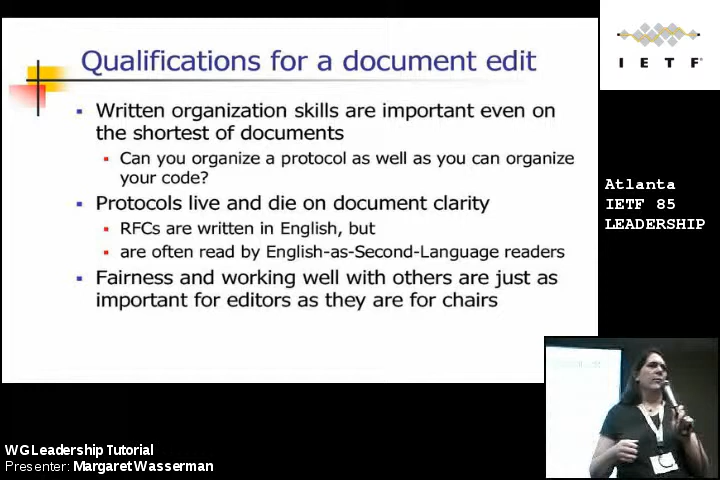 Qualifications for a document edit
Written organization skills are important even on
the shortest of documents
Can you organize a protocol as well as you can organize
your code?
Protocols live and die on document clarity
RFCs are written in English, but
are often read by English-as-Second-Language readers
Fairness and working well with others are just as
important for editors as they are for chairs
I E T F®
Atlanta
IETF 85
LEADERSHIP
WG Leadership Tutorial
Presenter: Margaret Wasserman